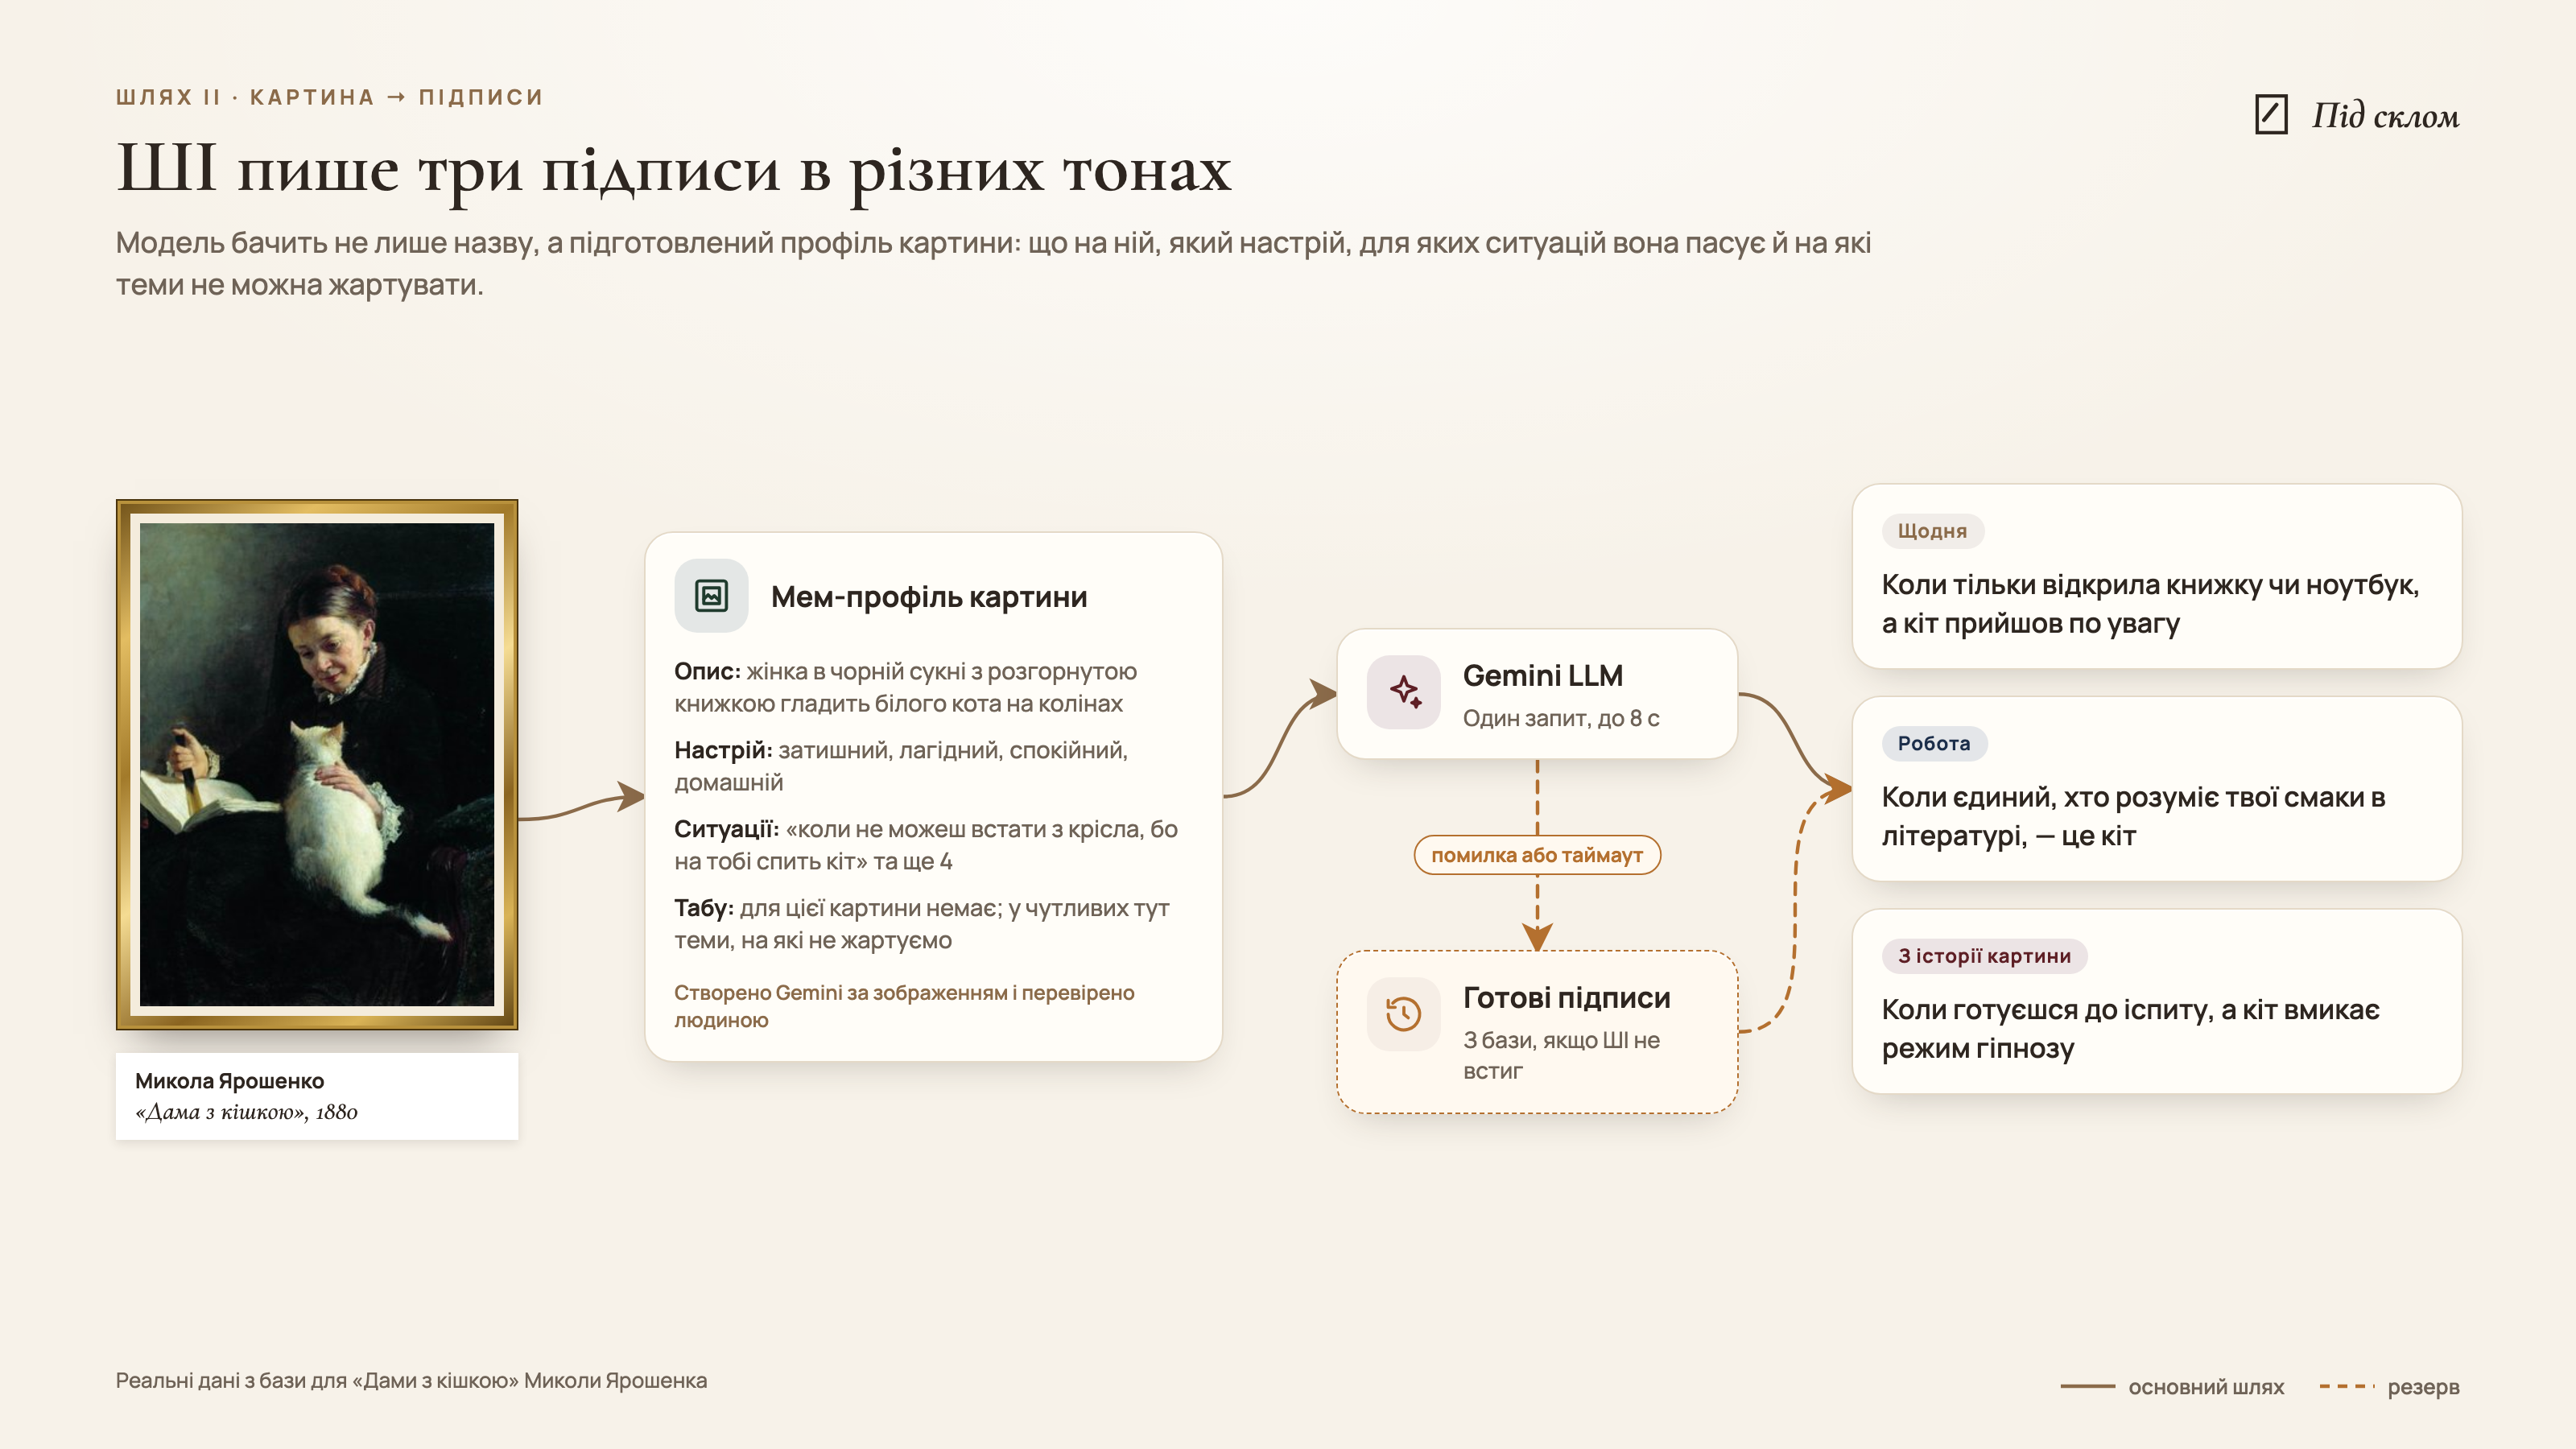 ШЛЯХ II · КАРТИНА → ПІДПИСИ
Під склом
ШІ пише три підписи в різних тонах
Модель бачить не лише назву, а підготовлений профіль картини: що на ній, який настрій, для яких ситуацій вона пасує й на які
теми не можна жартувати.
Микола Ярошенко
«Дама з кішкою», 1880
Мем-профіль картини
Опис: жінка в чорній сукні з розгорнутою
книжкою гладить білого кота на колінах
Настрій: затишний, лагідний, спокійний,
домашній
Ситуації: «коли не можеш встати з крісла, бо
на тобі спить кіт» та ще 4
Табу: для цієї картини немає; у чутливих тут
теми, на які не жартуємо
Створено Gemini за зображенням і перевірено
людиною
Gemini LLM
Один запит, до 8 с
помилка або таймаут
Готові підписи
З бази, якщо ШІ не
встиг
Щодня
Коли тільки відкрила книжку чи ноутбук,
а кіт прийшов по увагу
Робота
Коли єдиний, хто розуміє твої смаки в
літературі, — це кіт
З історії картини
Коли готуєшся до іспиту, а кіт вмикає
режим гіпнозу
Реальні дані з бази для «Дами з кішкою» Миколи Ярошенка
основний шлях
резерв